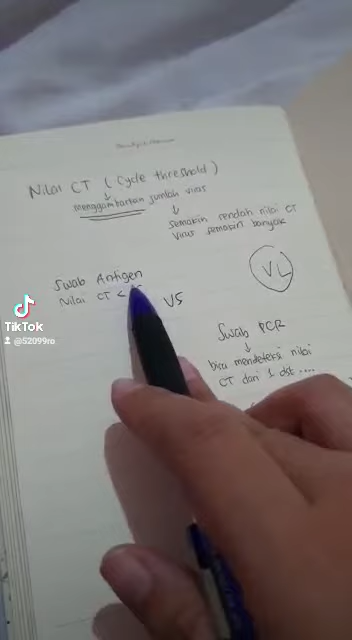 Nilai CT ( Cycle threshold )
↓
menggambarkan jumlah virus
↓
semakin rendah nilai CT
virus semakin banyak
VL
Swab Antigen
Nilai CT <
VS
Swab PCR
↓
bisa mendeteksi nilai
CT dari 1 dst ....
TikTok
@52099ro